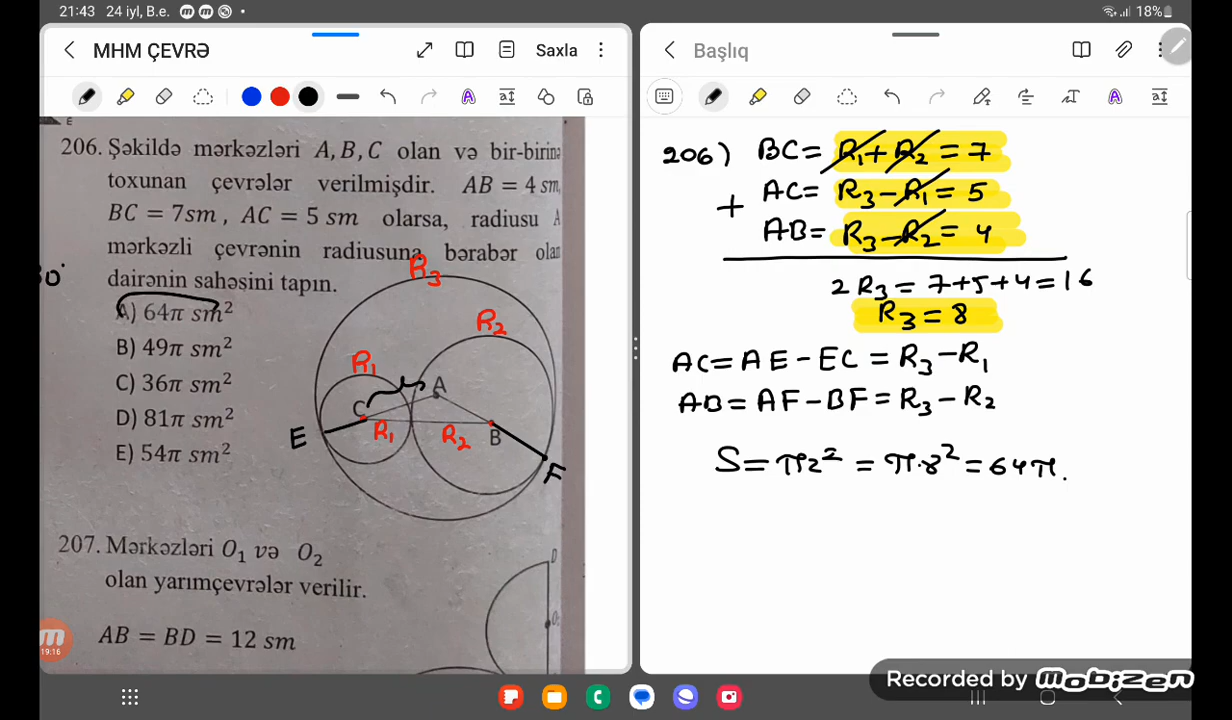 21:43 24 iyl, B.e. 18%
MHM ÇEVRƏ Saxla
Başlıq
206. Şəkildə mərkəzləri A, B, C olan və bir-birinə
toxunan çevrələr verilmişdir. AB = 4 sm,
BC = 7sm, AC = 5 sm olarsa, radiusu A
mərkəzli çevrənin radiusuna bərabər olan
dairənin sahəsini tapın.
A) 64π sm²
B) 49π sm²
C) 36π sm²
D) 81π sm²
E) 54π sm²
R₃
R₂
R₁
A
C
R₁ R₂ B
E
F
207. Mərkəzləri O₁ və O₂
olan yarımçevrələr verilir.
AB = BD = 12 sm
D
19:16
206) BC = R₁ + R₂ = 7
+ AC = R₃ - R₁ = 5
AB = R₃ - R₂ = 4
2R₃ = 7+5+4 = 16
R₃ = 8
AC = AE - EC = R₃ - R₁
AB = AF - BF = R₃ - R₂
S = πr² = π·8² = 64π.
Recorded by mobizen